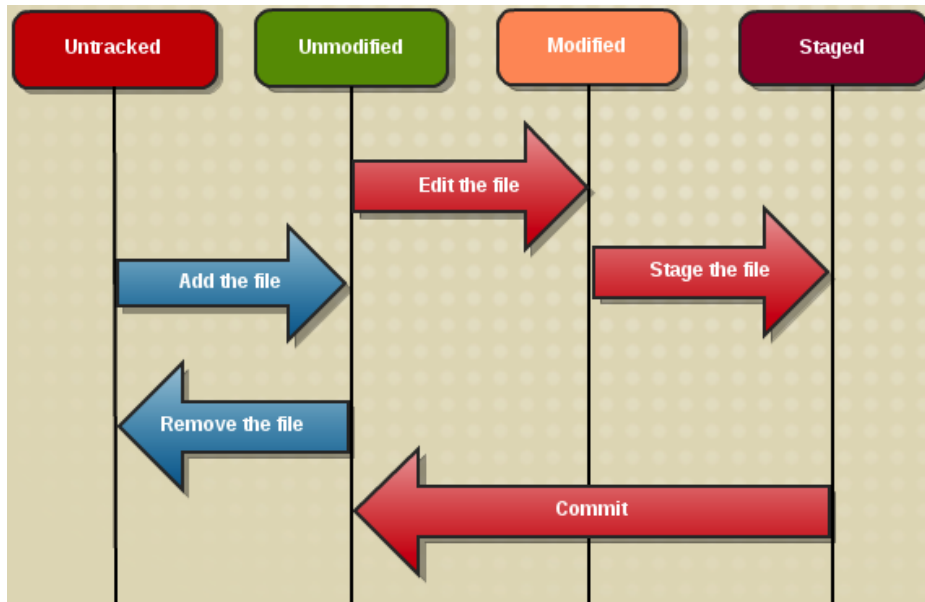 Untracked
Unmodified
Modified
Staged
Edit the file
Stage the file
Add the file
Remove the file
Commit